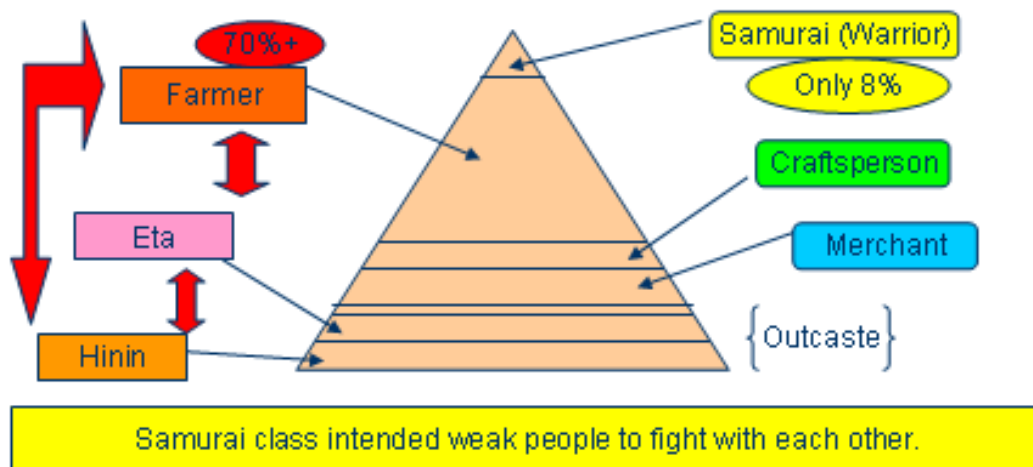 70%+
Farmer
Samurai (Warrior)
Only 8%
Craftsperson
Eta
Merchant
Hinin
{Outcaste}
Samurai class intended weak people to fight with each other.